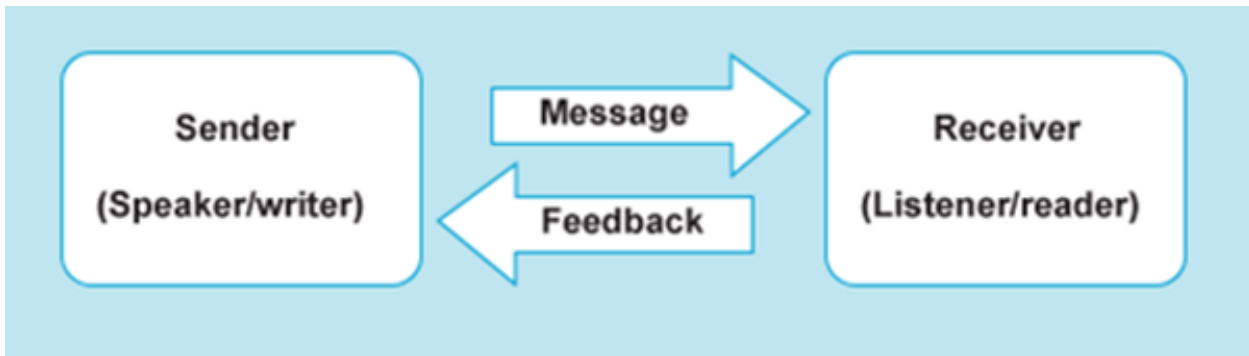 Sender
(Speaker/writer)
Message
Feedback
Receiver
(Listener/reader)